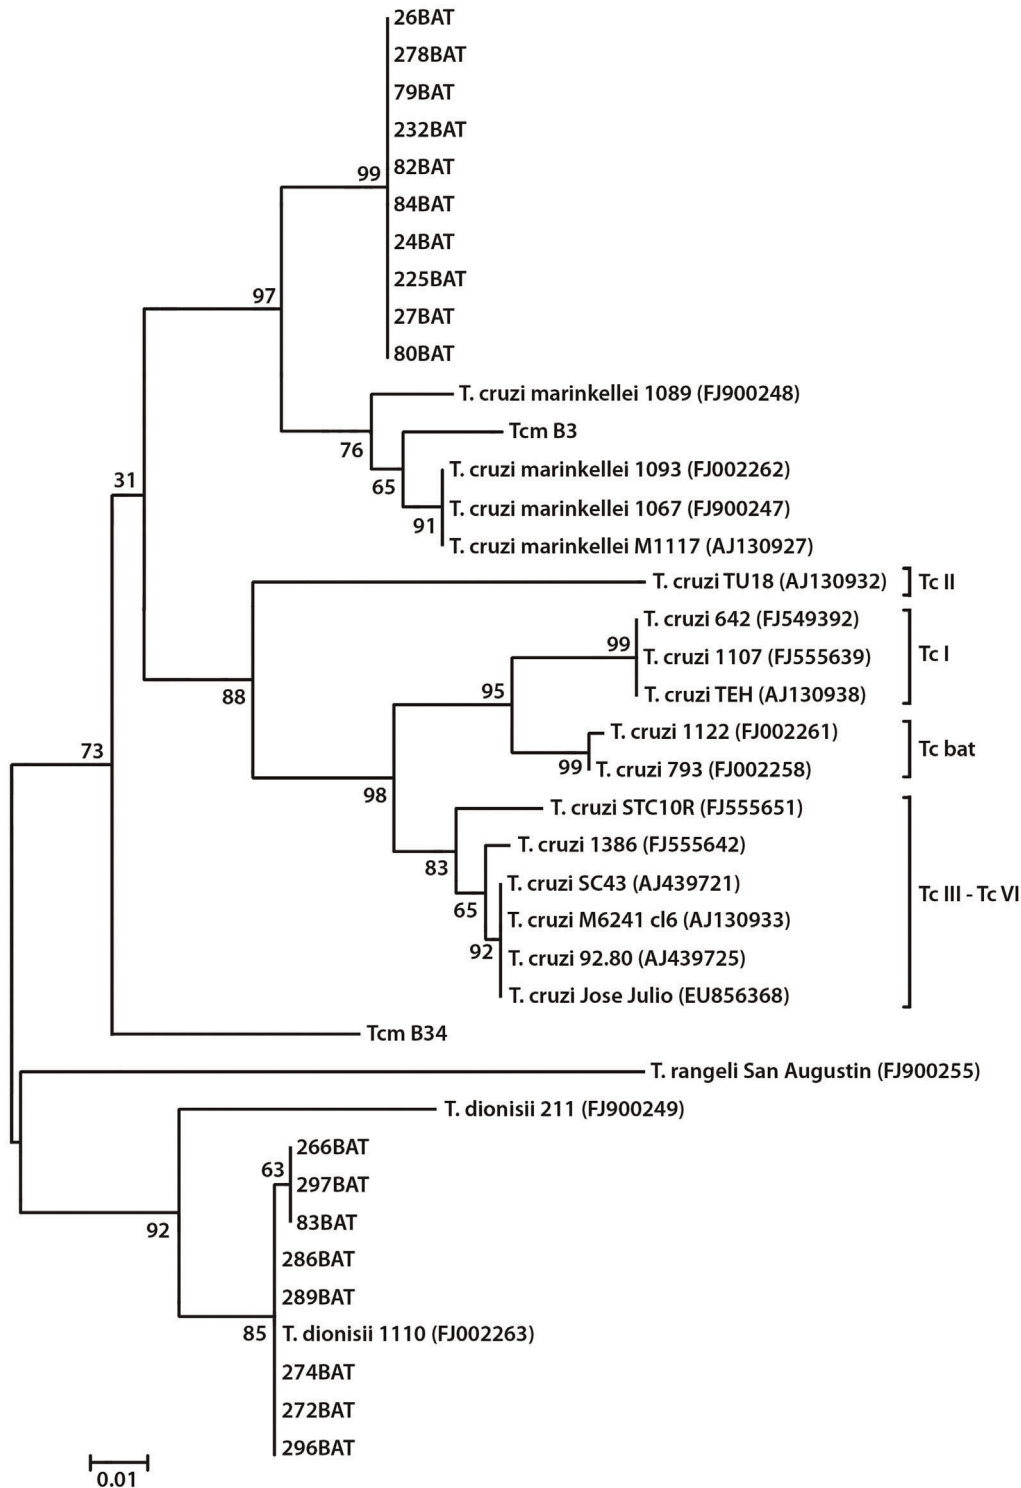 26BAT
278BAT
79BAT
232BAT
99 82BAT
84BAT
24BAT
225BAT
97
27BAT
80BAT
T. cruzi marinkellei 1089 (FJ900248)
Tcm B3
76
T. cruzi marinkellei 1093 (FJ002262)
65
T. cruzi marinkellei 1067 (FJ900247)
91
T. cruzi marinkellei M1117 (AJ130927)
31
T. cruzi TU18 (AJ130932) Tc II
T. cruzi 642 (FJ549392)
99
T. cruzi 1107 (FJ555639) Tc I
T. cruzi TEH (AJ130938)
95
88
T. cruzi 1122 (FJ002261)
Tc bat
73
99 T. cruzi 793 (FJ002258)
98
T. cruzi STC10R (FJ555651)
T. cruzi 1386 (FJ555642)
83
T. cruzi SC43 (AJ439721)
Tc III - Tc VI
65
T. cruzi M6241 cl6 (AJ130933)
92
T. cruzi 92.80 (AJ439725)
T. cruzi Jose Julio (EU856368)
Tcm B34
T. rangeli San Augustin (FJ900255)
T. dionisii 211 (FJ900249)
266BAT
63
297BAT
83BAT
92
286BAT
289BAT
85 T. dionisii 1110 (FJ002263)
274BAT
272BAT
296BAT
0.01